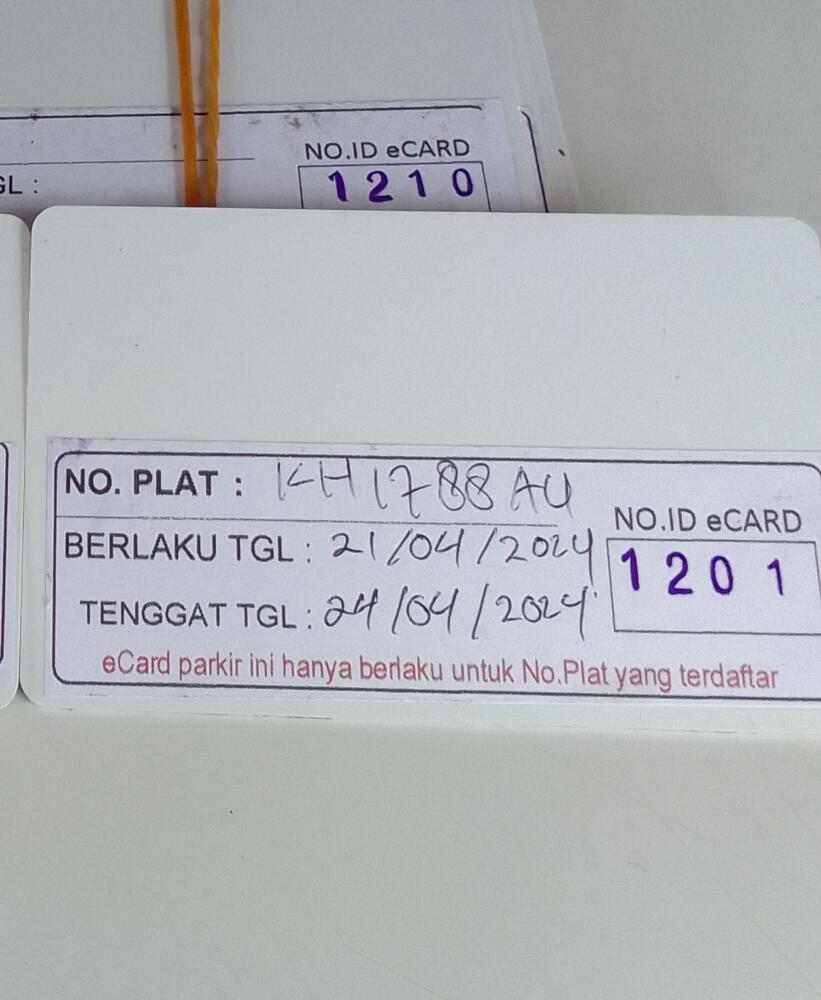 NO.ID eCARD
GL :
1210
NO. PLAT : KH 1788 AU
BERLAKU TGL : 21/04/2024
TENGGAT TGL : 24/04/2024
NO.ID eCARD
1201
eCard parkir ini hanya berlaku untuk No.Plat yang terdaftar